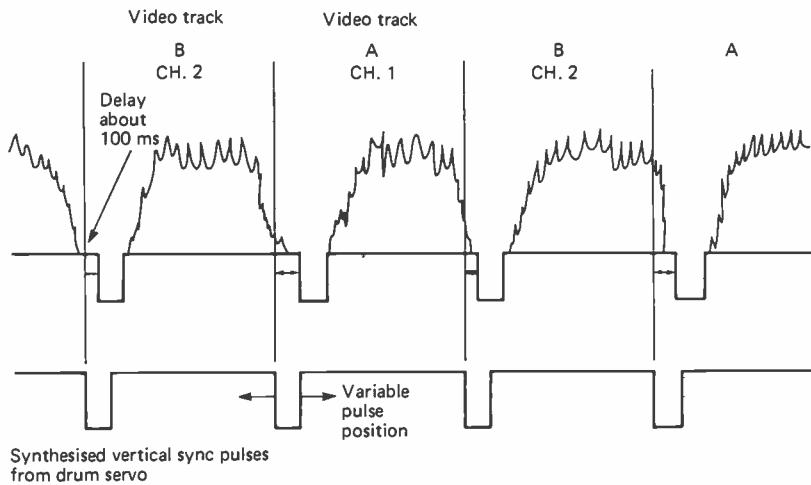 Video track
Video track
B
CH. 2
A
CH. 1
B
CH. 2
A
Delay
about
100 ms
Variable
pulse
position
Synthesised vertical sync pulses
from drum servo